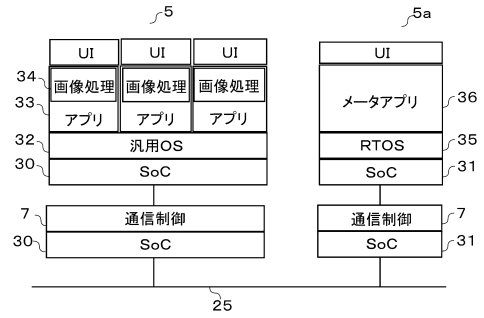 5
5a
UI UI UI UI
34 画像処理 画像処理 画像処理
33 アプリ アプリ アプリ メータアプリ 36
32 汎用OS RTOS 35
30 SoC SoC 31
7 通信制御 通信制御 7
30 SoC SoC 31
25